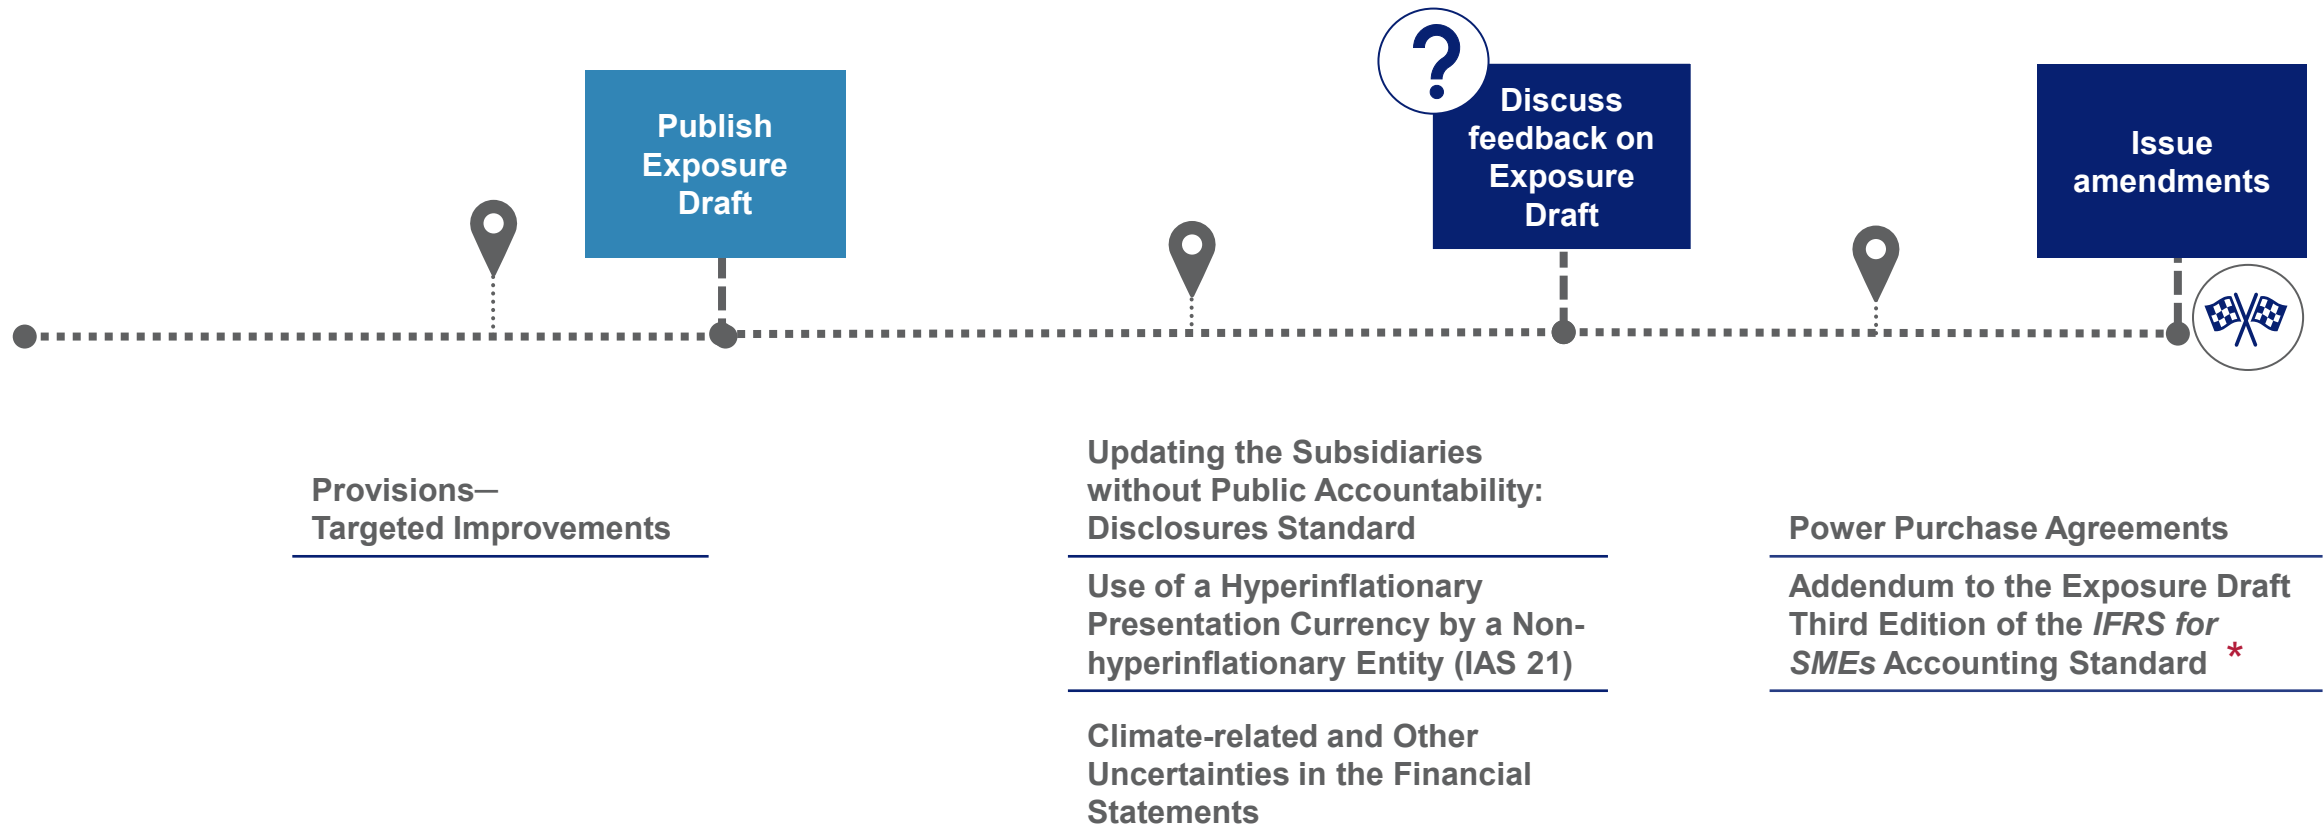 Publish
Exposure
Draft
?
Discuss
feedback on
Exposure
Draft
Issue
amendments
Provisions—
Targeted Improvements
Updating the Subsidiaries
without Public Accountability:
Disclosures Standard
Use of a Hyperinflationary
Presentation Currency by a Non-
hyperinflationary Entity (IAS 21)
Climate-related and Other
Uncertainties in the Financial
Statements
Power Purchase Agreements
Addendum to the Exposure Draft
Third Edition of the IFRS for
SMEs Accounting Standard *